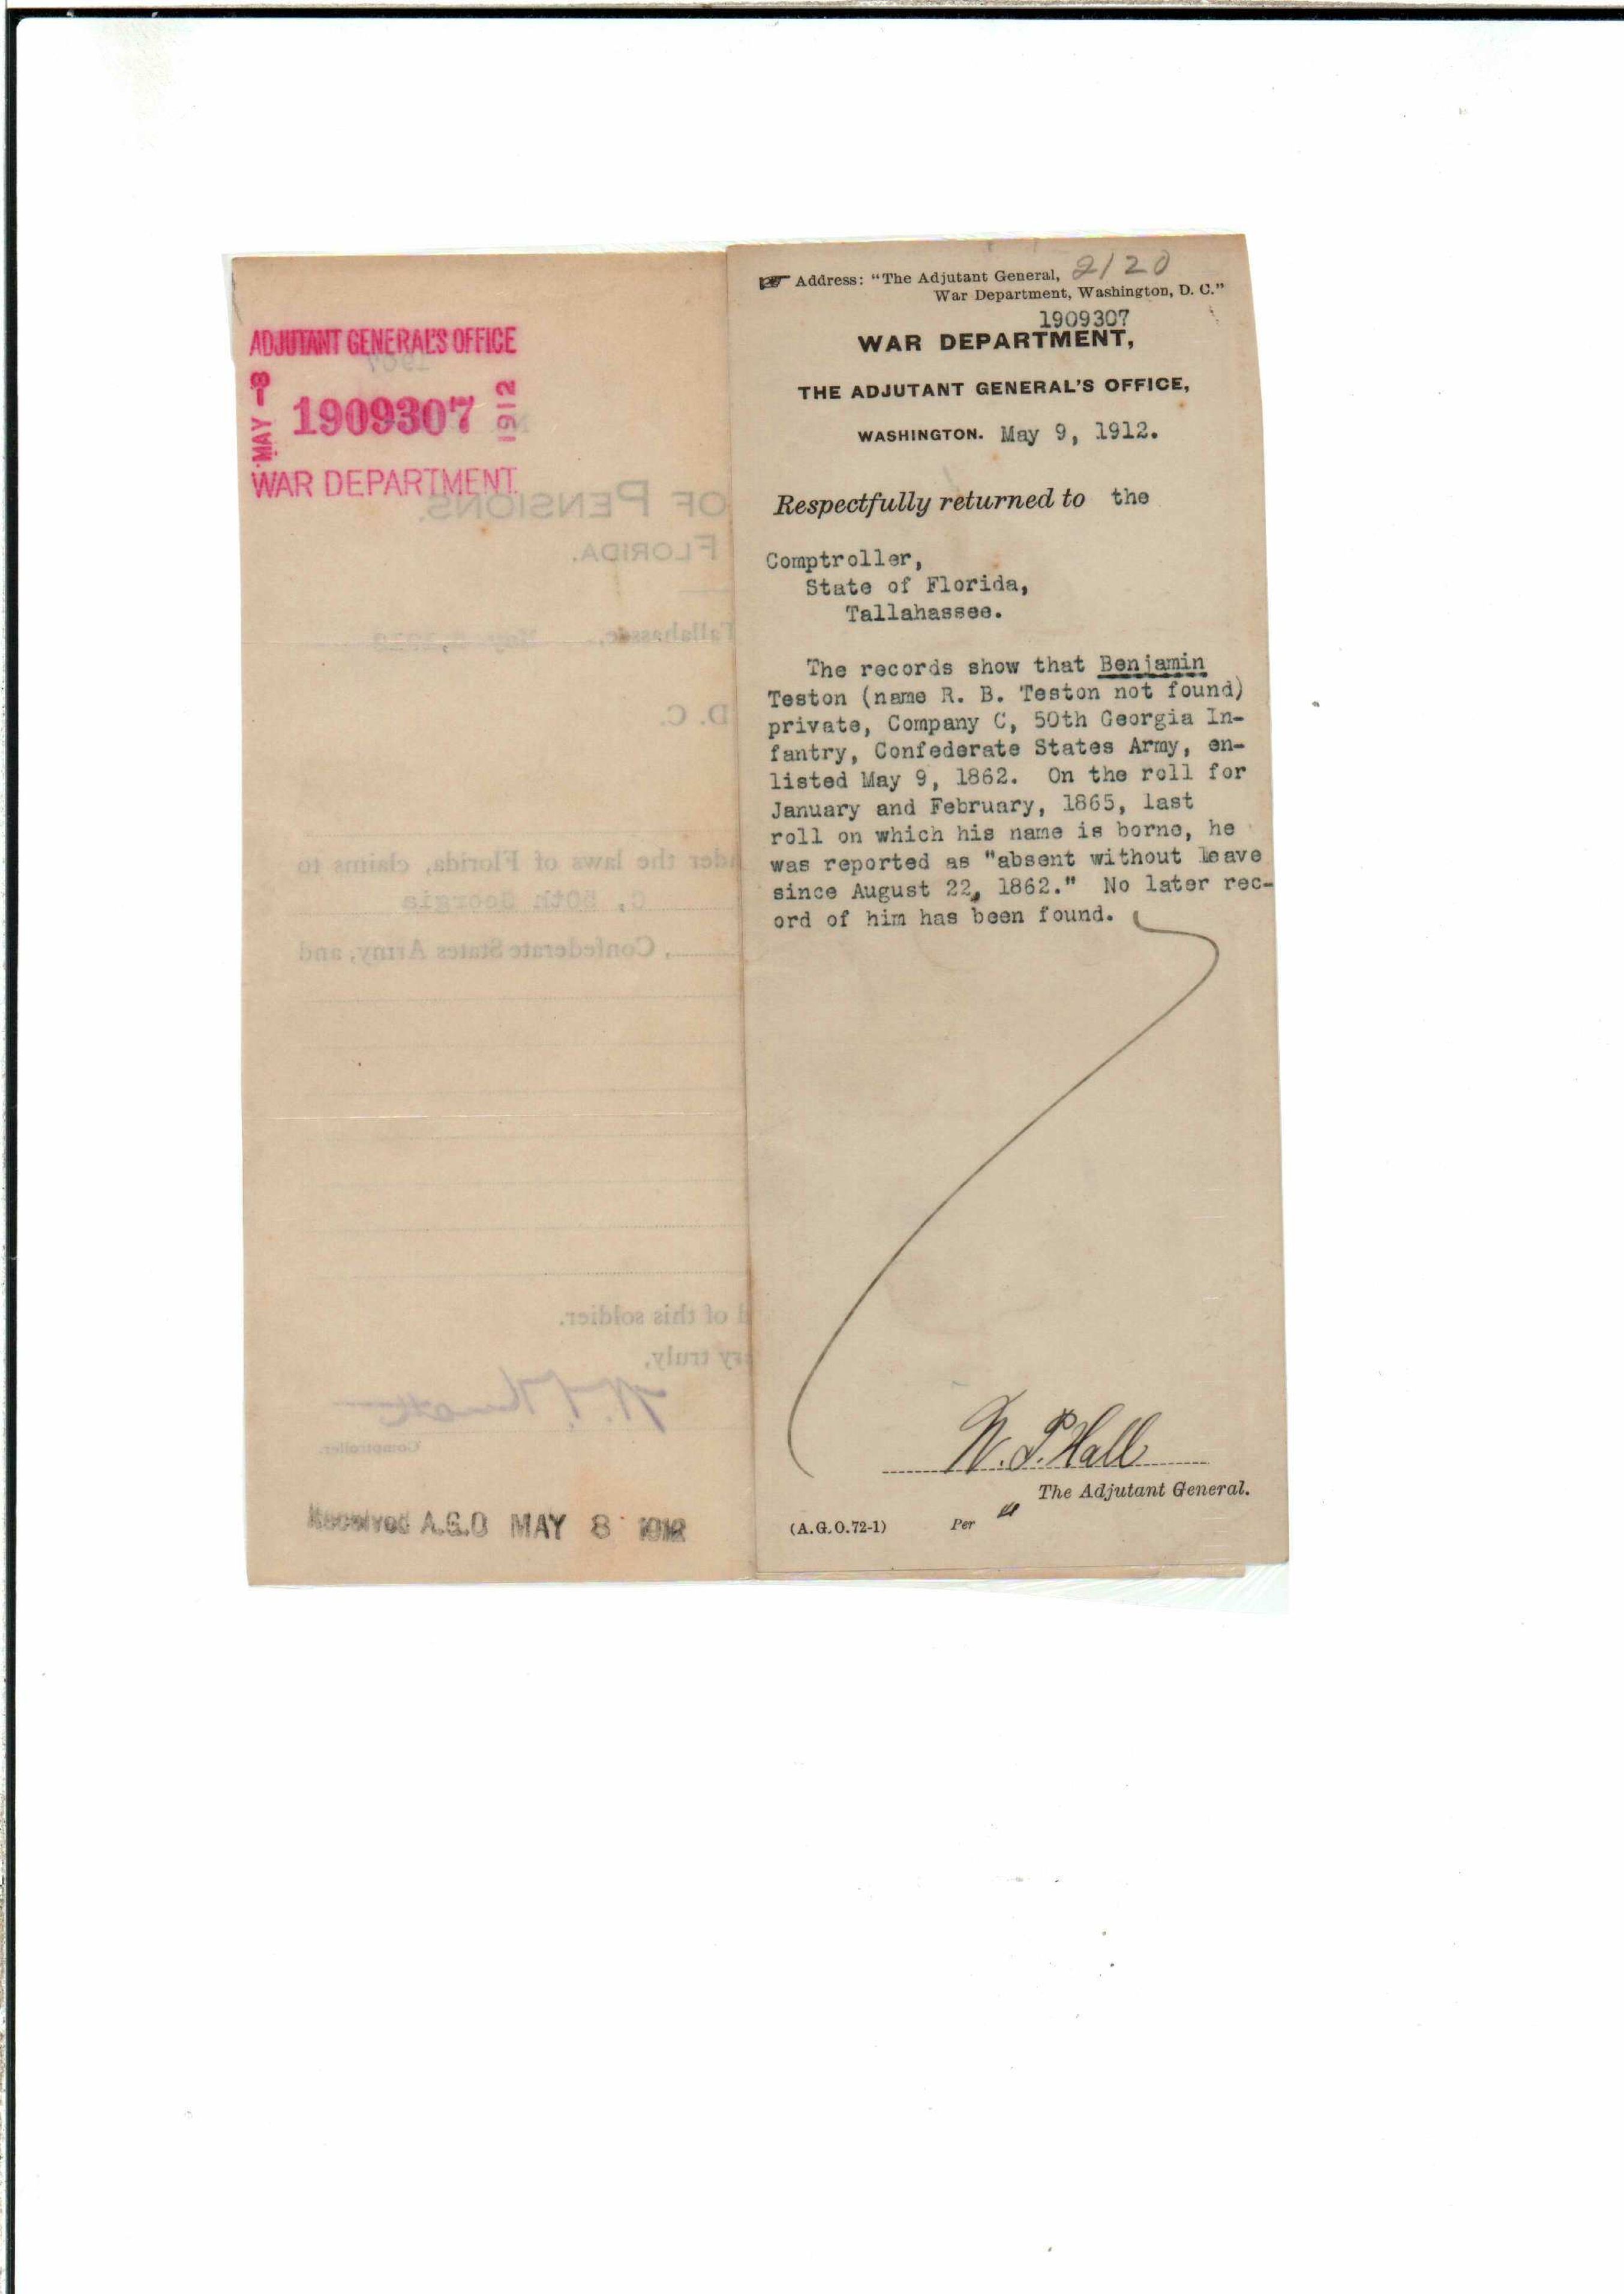 ADJUTANT GENERAL'S OFFICE
MAY -8 1909307 1912
WAR DEPARTMENT
OF PENSIONS.
FLORIDA.
Tallahassee,
D. C.
der the laws of Florida, claims to
C, 50th Georgia
, Confederate States Army, and
d of this soldier.
ry truly,
Comptroller.
Received A.G.O MAY 8 1912
Address: "The Adjutant General, 2120
War Department, Washington, D. C."
1909307
WAR DEPARTMENT,
THE ADJUTANT GENERAL'S OFFICE,
WASHINGTON. May 9, 1912.
Respectfully returned to the
Comptroller,
State of Florida,
Tallahassee.
The records show that Benjamin
Teston (name R. B. Teston not found)
private, Company C, 50th Georgia In-
fantry, Confederate States Army, en-
listed May 9, 1862. On the roll for
January and February, 1865, last
roll on which his name is borne, he
was reported as "absent without leave
since August 22, 1862." No later rec-
ord of him has been found.
W. P. Hall
The Adjutant General.
(A.G.O.72-1) Per